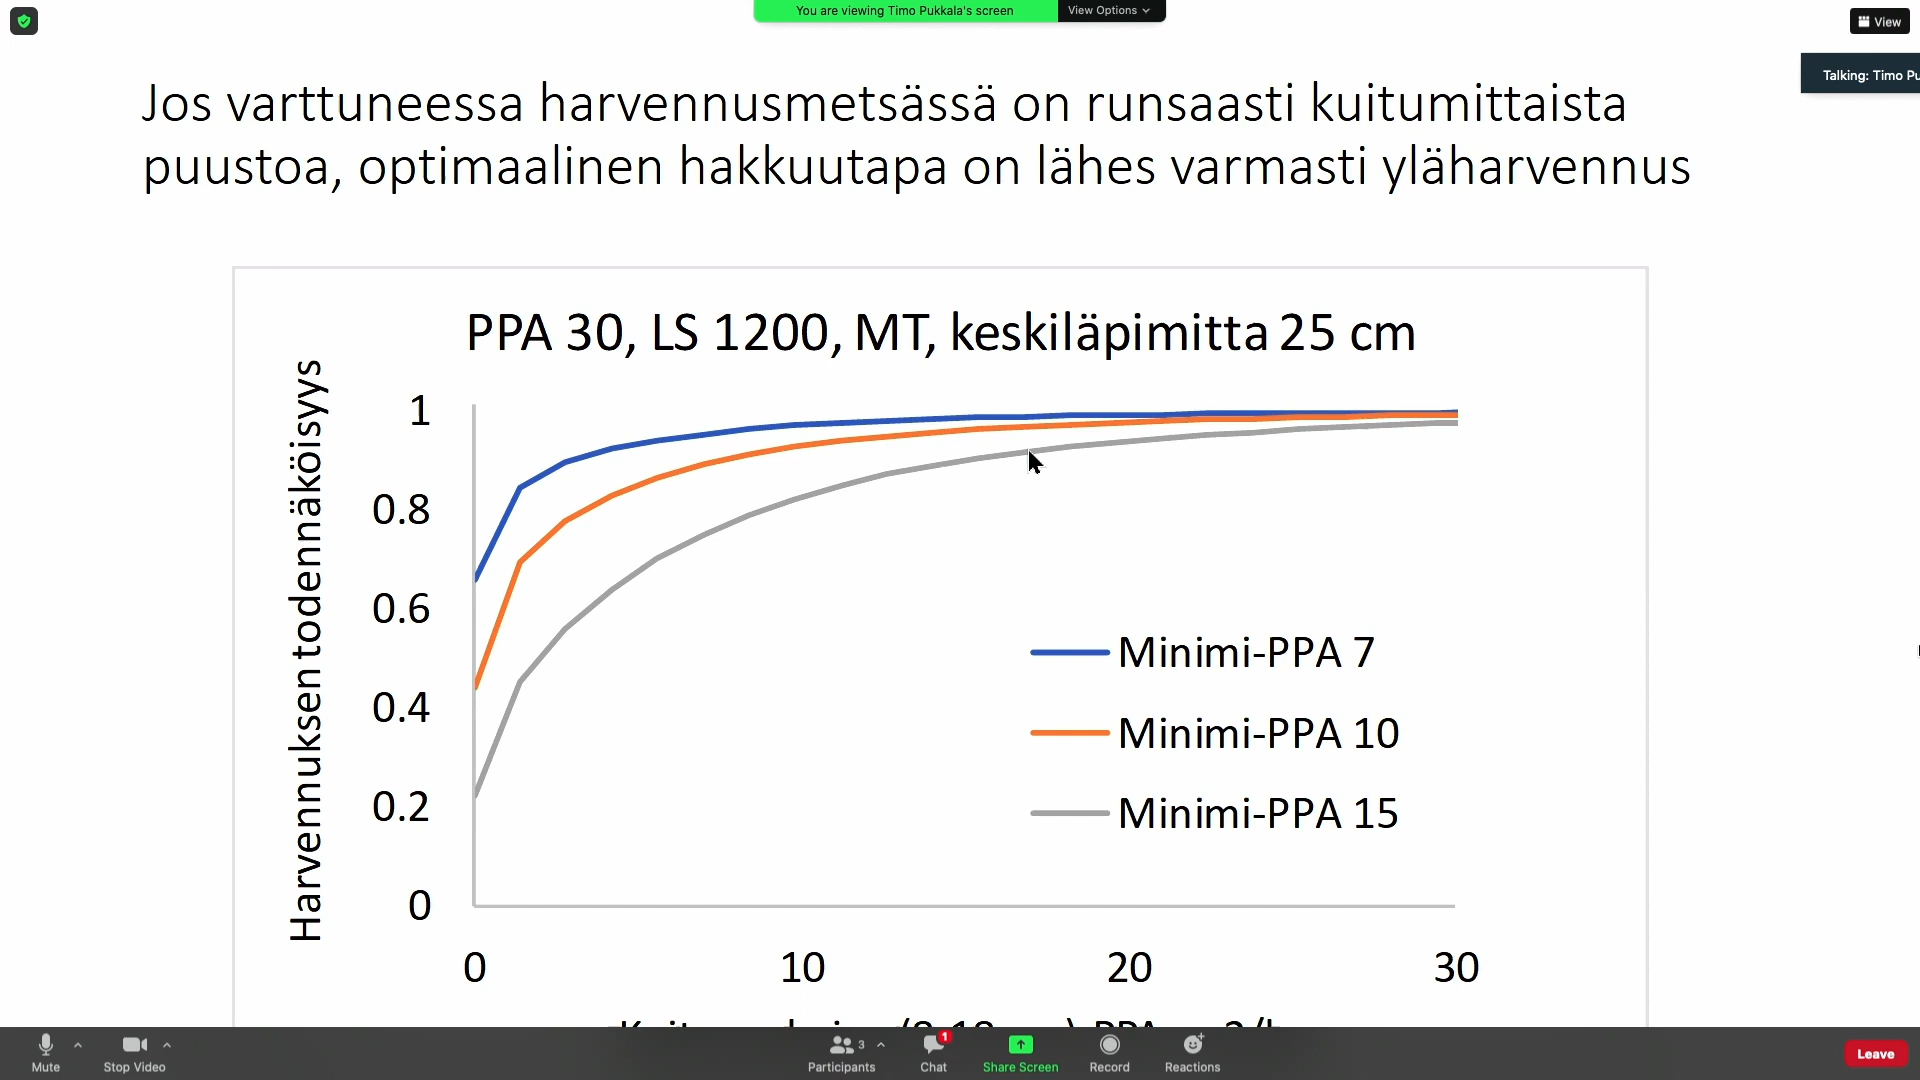 You are viewing Timo Pukkala's screen
View Options
View
Talking: Timo Pu
Jos varttuneessa harvennusmetsässä on runsaasti kuitumittaista
puustoa, optimaalinen hakkuutapa on lähes varmasti yläharvennus
PPA 30, LS 1200, MT, keskiläpimitta 25 cm
Harvennuksen todennäköisyys
1
0.8
0.6
0.4
0.2
0
Minimi-PPA 7
Minimi-PPA 10
Minimi-PPA 15
0 10 20 30
Mute
Stop Video
3
Participants
1
Chat
Share Screen
Record
Reactions
Leave